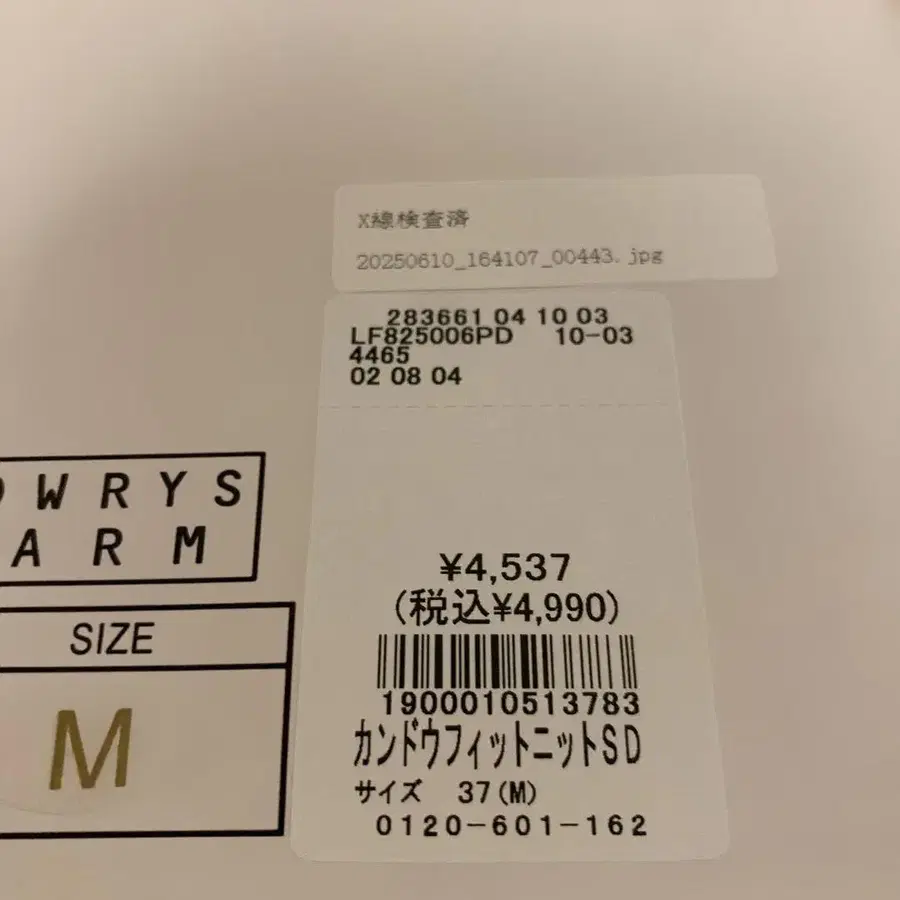 X線検査済
20250610_164107_00443.jpg
283661 04 10 03
LF825006PD 10-03
4465
02 08 04
WRYS
ARM
SIZE
M
¥4,537
(税込¥4,990)
1900010513783
カンドウフィットニットSD
サイズ 37(M)
0120-601-162